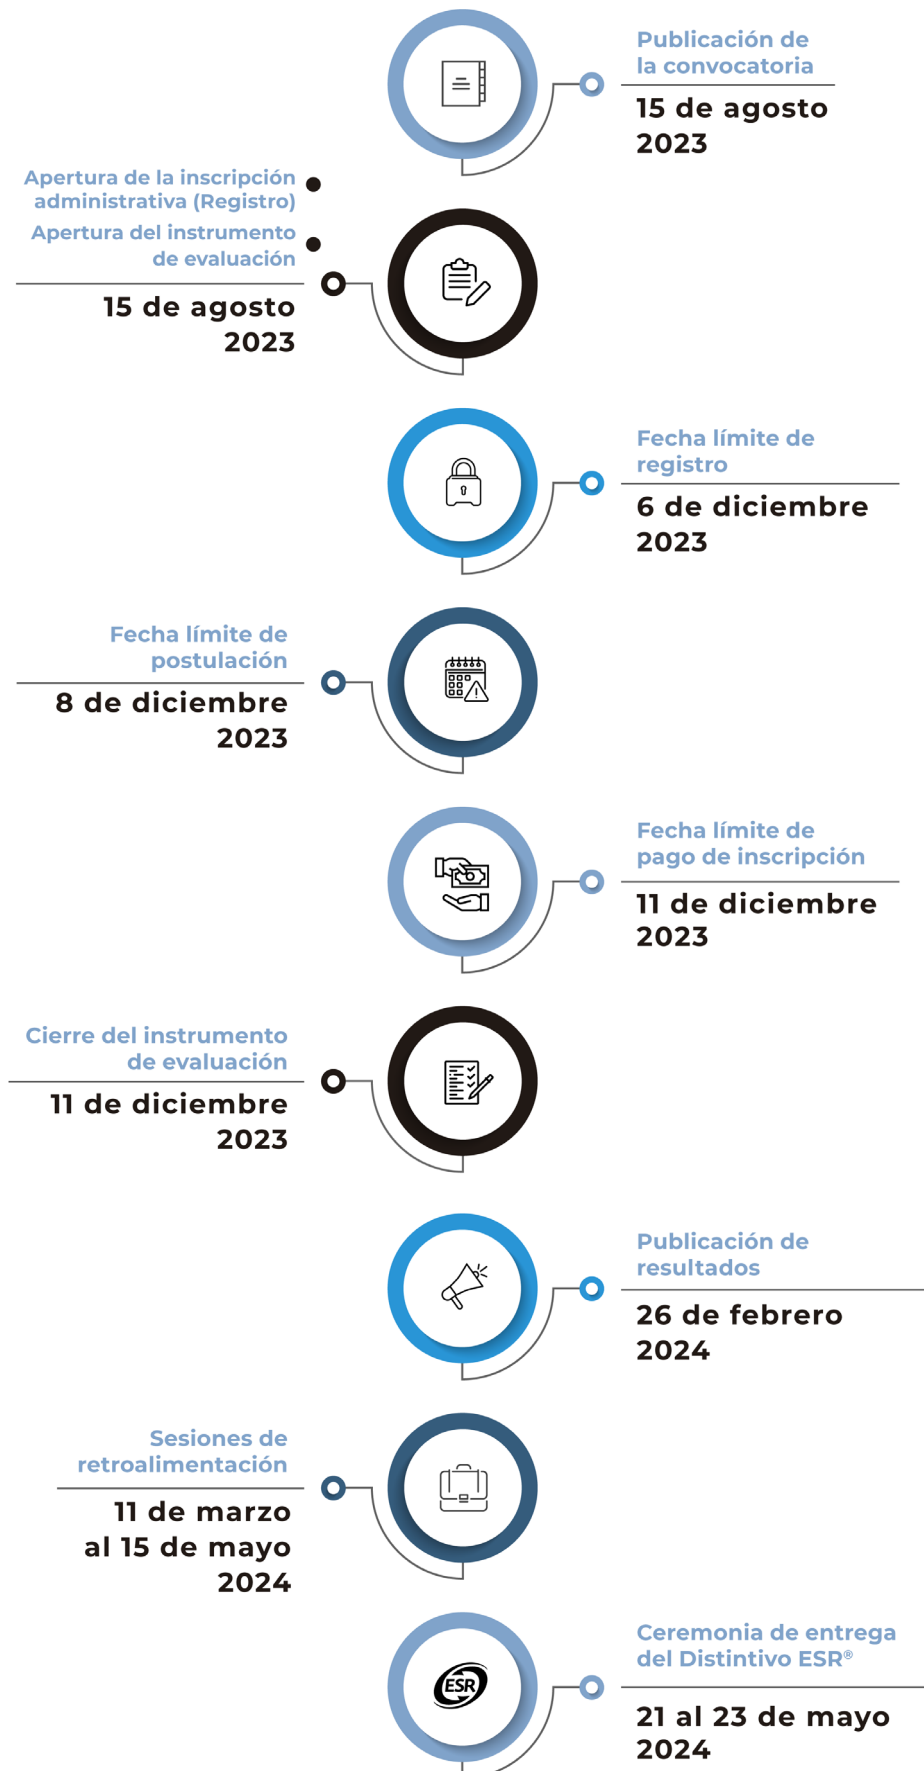 Publicación de
la convocatoria
15 de agosto
2023
Apertura de la inscripción
administrativa (Registro)
Apertura del instrumento
de evaluación
15 de agosto
2023
Fecha límite de
registro
6 de diciembre
2023
Fecha límite de
postulación
8 de diciembre
2023
Fecha límite de
pago de inscripción
11 de diciembre
2023
Cierre del instrumento
de evaluación
11 de diciembre
2023
Publicación de
resultados
26 de febrero
2024
Sesiones de
retroalimentación
11 de marzo
al 15 de mayo
2024
ESR
Ceremonia de entrega
del Distintivo ESR®
21 al 23 de mayo
2024